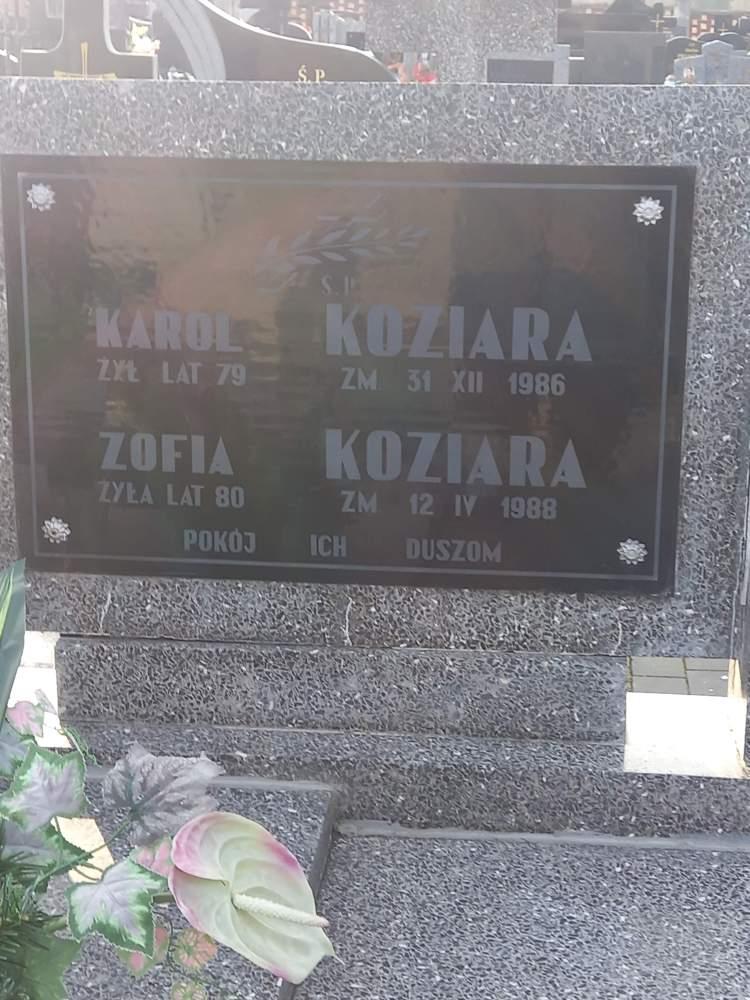 Ś.P.
Ś.P.
KAROL KOZIARA
ŻYŁ LAT 79 ZM 31 XII 1986
ZOFIA KOZIARA
ŻYŁA LAT 80 ZM 12 IV 1988
POKÓJ ICH DUSZOM